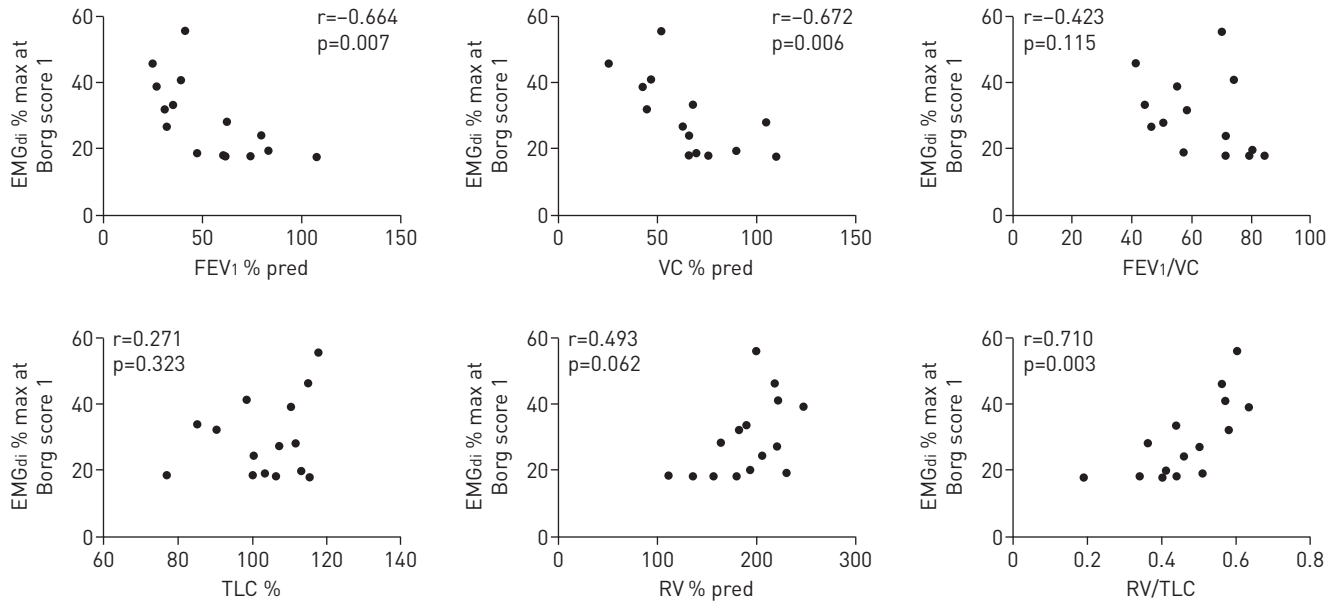 EMGdi % max at
Borg score 1
60
40
20
0
0
50
100
150
FEV1 % pred
r=–0.664
p=0.007
EMGdi % max at
Borg score 1
60
40
20
0
0
50
100
150
VC % pred
r=–0.672
p=0.006
EMGdi % max at
Borg score 1
60
40
20
0
0
20
40
60
80
100
FEV1/VC
r=–0.423
p=0.115
EMGdi % max at
Borg score 1
60
40
20
0
60
80
100
120
140
TLC %
r=0.271
p=0.323
EMGdi % max at
Borg score 1
60
40
20
0
0
100
200
300
RV % pred
r=0.493
p=0.062
EMGdi % max at
Borg score 1
60
40
20
0
0
0.2
0.4
0.6
0.8
RV/TLC
r=0.710
p=0.003